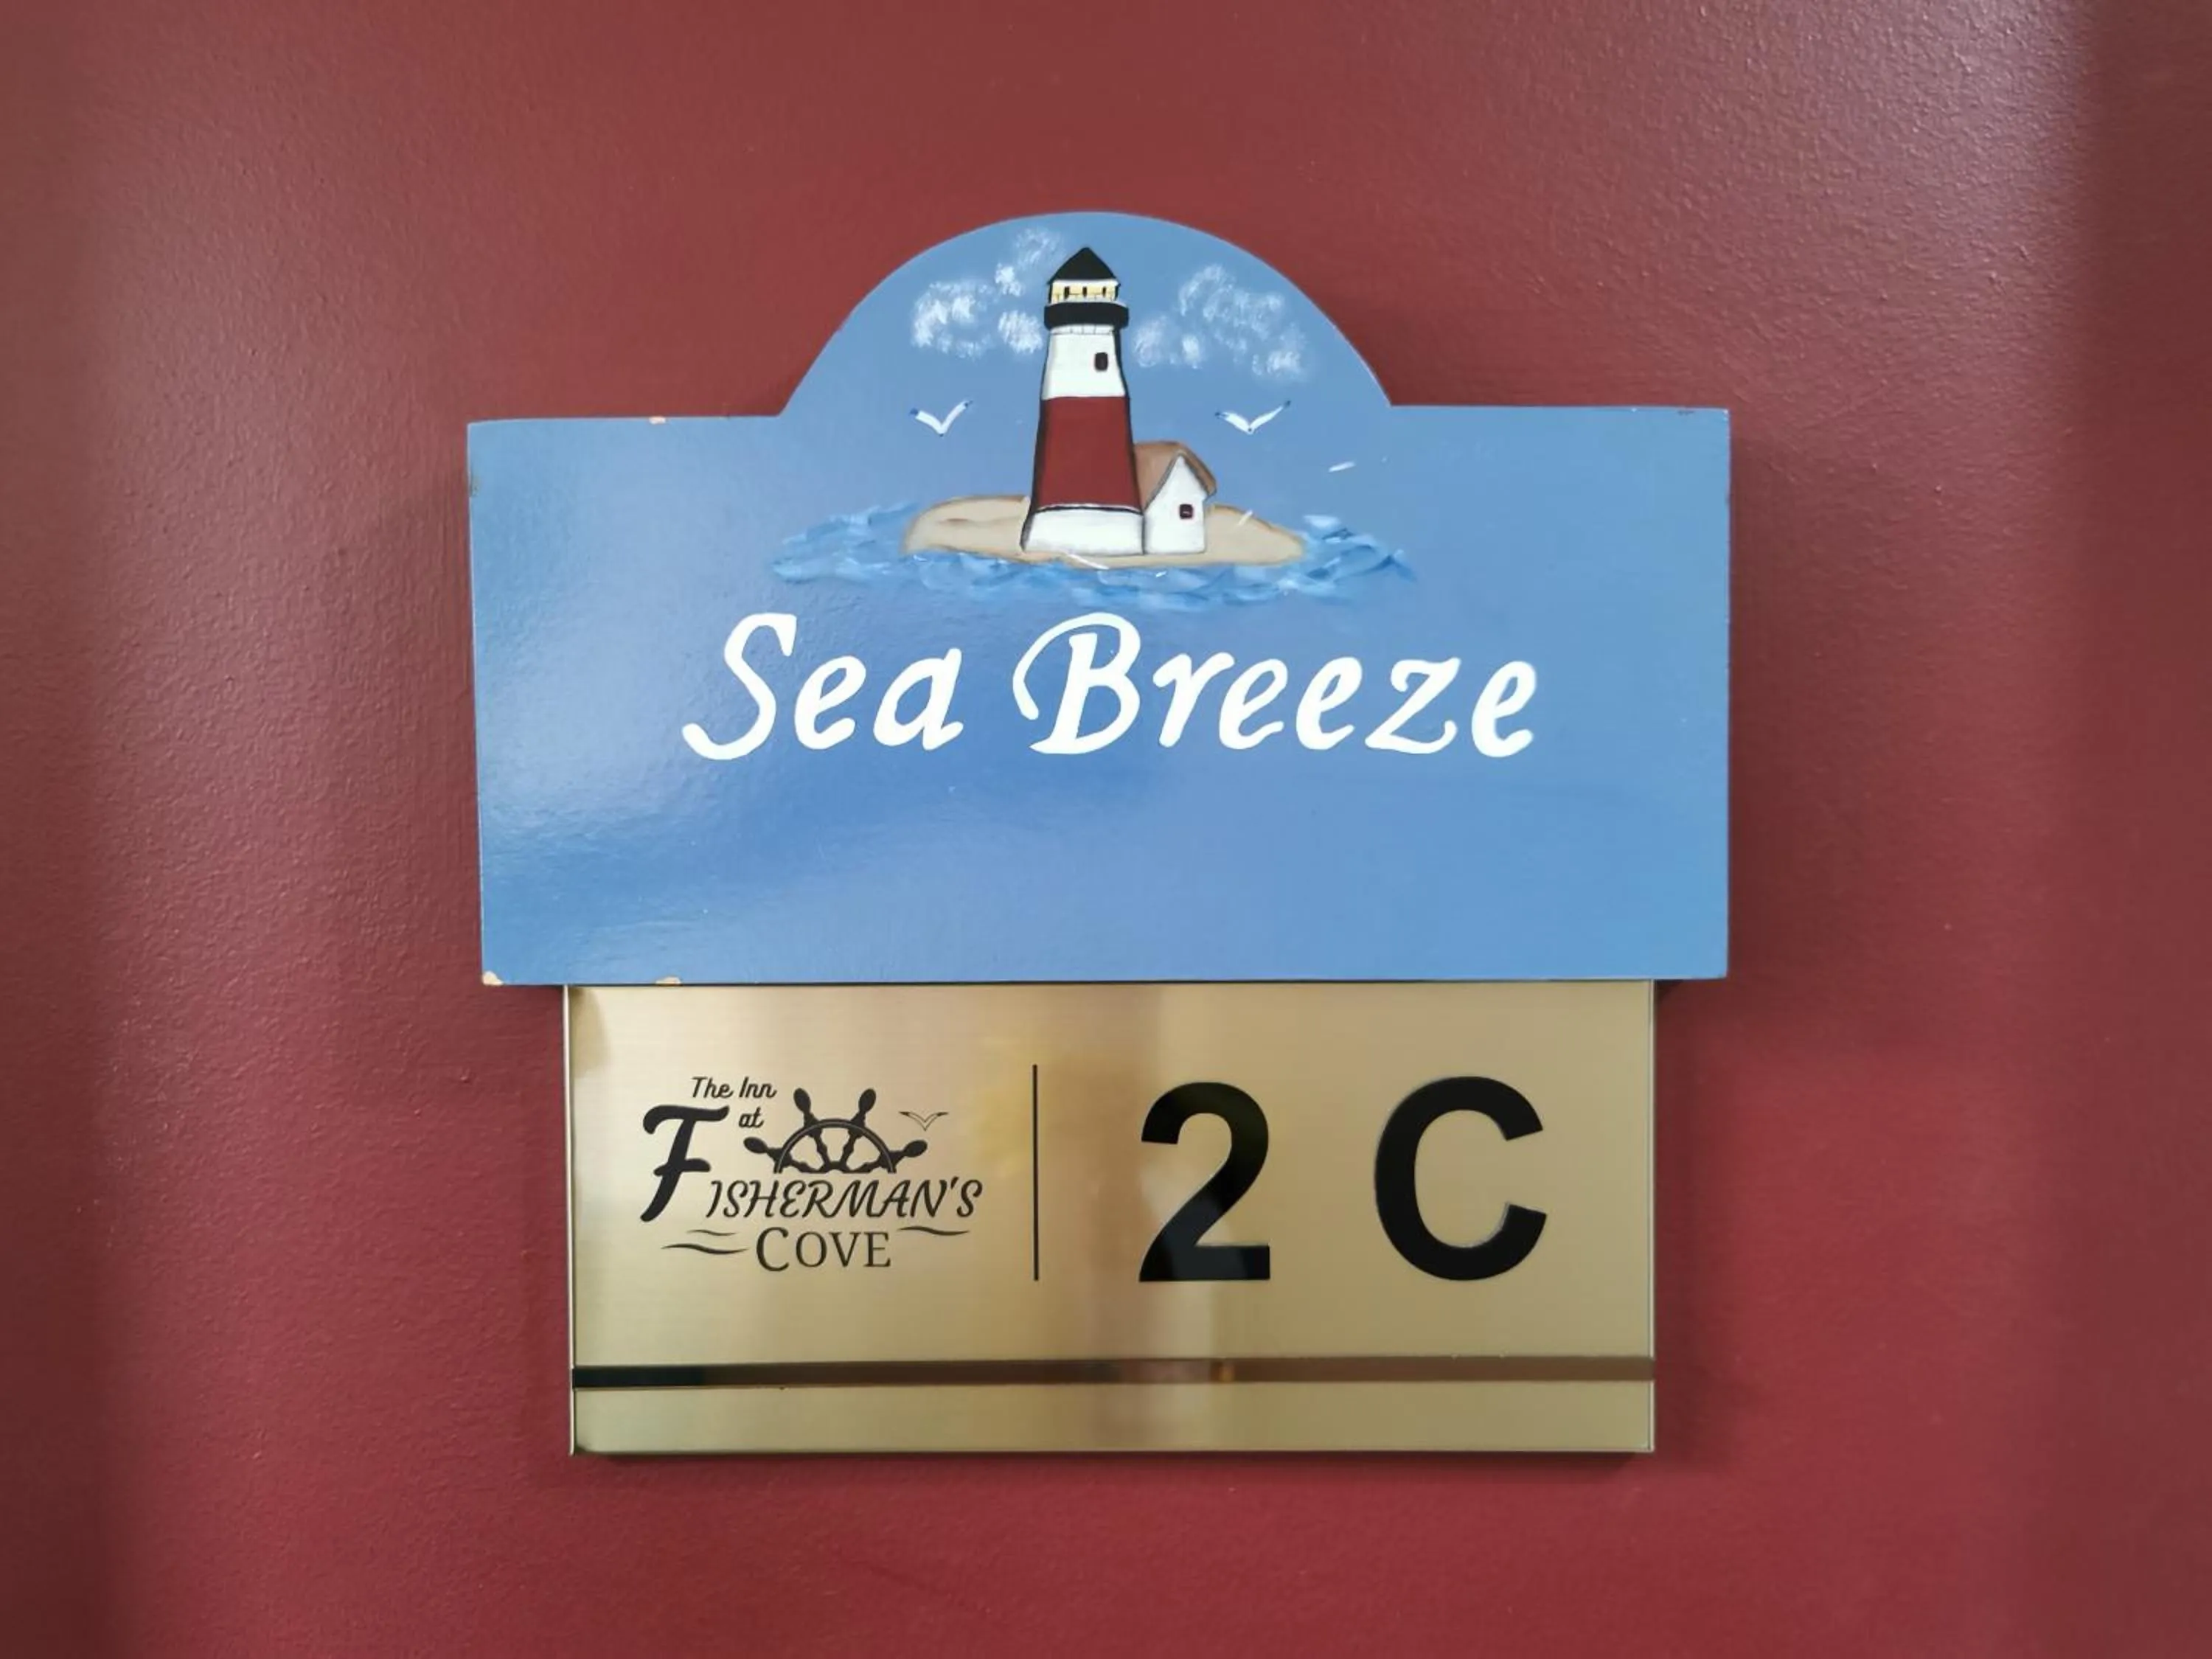 Sea Breeze
The Inn
at
FISHERMAN'S
COVE
2 C